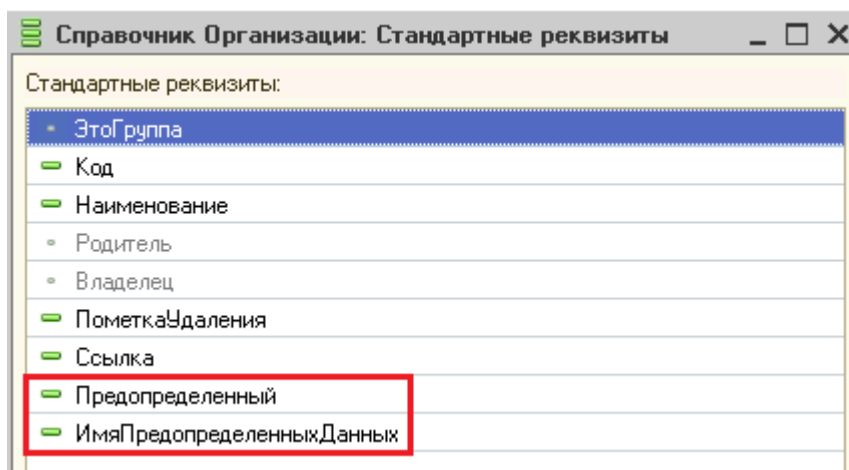 Справочник Организации: Стандартные реквизиты
Стандартные реквизиты:
ЭтоГруппа
Код
Наименование
Родитель
Владелец
ПометкаУдаления
Ссылка
Предопределенный
ИмяПредопределенныхДанных